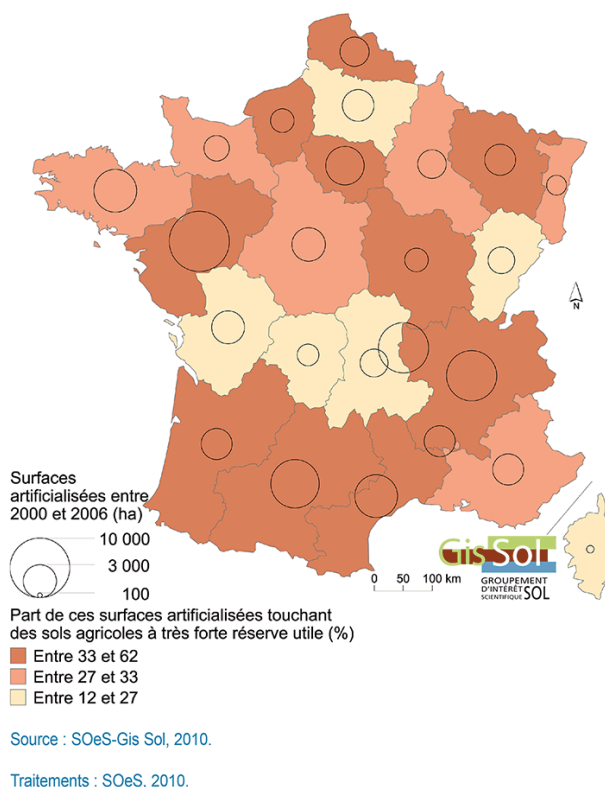 N
Surfaces
artificialisées entre
2000 et 2006 (ha)
10 000
3 000
100
Gis Sol
GROUPEMENT
D'INTÉRÊT
SCIENTIFIQUE SOL
0 50 100 km
Part de ces surfaces artificialisées touchant
des sols agricoles à très forte réserve utile (%)
Entre 33 et 62
Entre 27 et 33
Entre 12 et 27
Source : SOeS-Gis Sol, 2010.
Traitements : SOeS. 2010.